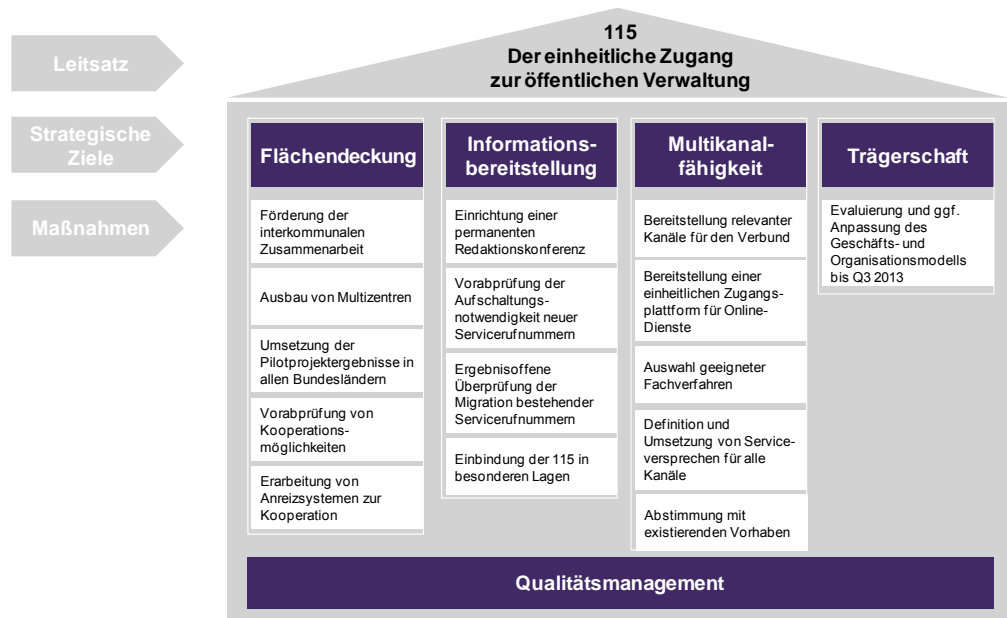 115
Der einheitliche Zugang
zur öffentlichen Verwaltung
Leitsatz
Strategische
Ziele
Maßnahmen
Flächendeckung
Förderung der
interkommunalen
Zusammenarbeit
Ausbau von Multizentren
Umsetzung der
Pilotprojektergebnisse in
allen Bundesländern
Vorabprüfung von
Kooperations-
möglichkeiten
Erarbeitung von
Anreizsystemen zur
Kooperation
Informations-
bereitstellung
Einrichtung einer
permanenten
Redaktionskonferenz
Vorabprüfung der
Aufschaltungs-
notwendigkeit neuer
Servicerufnummern
Ergebnisoffene
Überprüfung der
Migration bestehender
Servicerufnummern
Einbindung der 115 in
besonderen Lagen
Multikanal-
fähigkeit
Bereitstellung relevanter
Kanäle für den Verbund
Bereitstellung einer
einheitlichen Zugangs-
plattform für Online-
Dienste
Auswahl geeigneter
Fachverfahren
Definition und
Umsetzung von Service-
versprechen für alle
Kanäle
Abstimmung mit
existierenden Vorhaben
Trägerschaft
Evaluierung und ggf.
Anpassung des
Geschäfts- und
Organisationsmodells
bis Q3 2013
Qualitätsmanagement